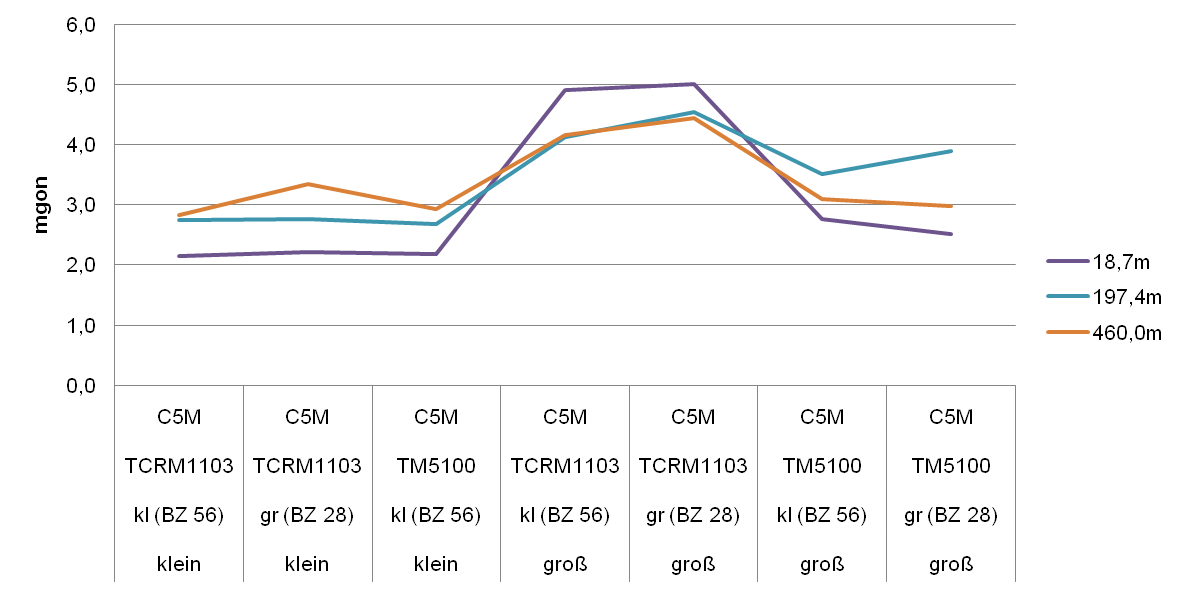 6,0
5,0
4,0
3,0
2,0
1,0
0,0
mgon
18,7m
197,4m
460,0m
C5M C5M C5M C5M C5M C5M C5M
TCRM1103 TCRM1103 TM5100 TCRM1103 TCRM1103 TM5100 TM5100
kl (BZ 56) gr (BZ 28) kl (BZ 56) kl (BZ 56) gr (BZ 28) kl (BZ 56) gr (BZ 28)
klein klein klein groß groß groß groß